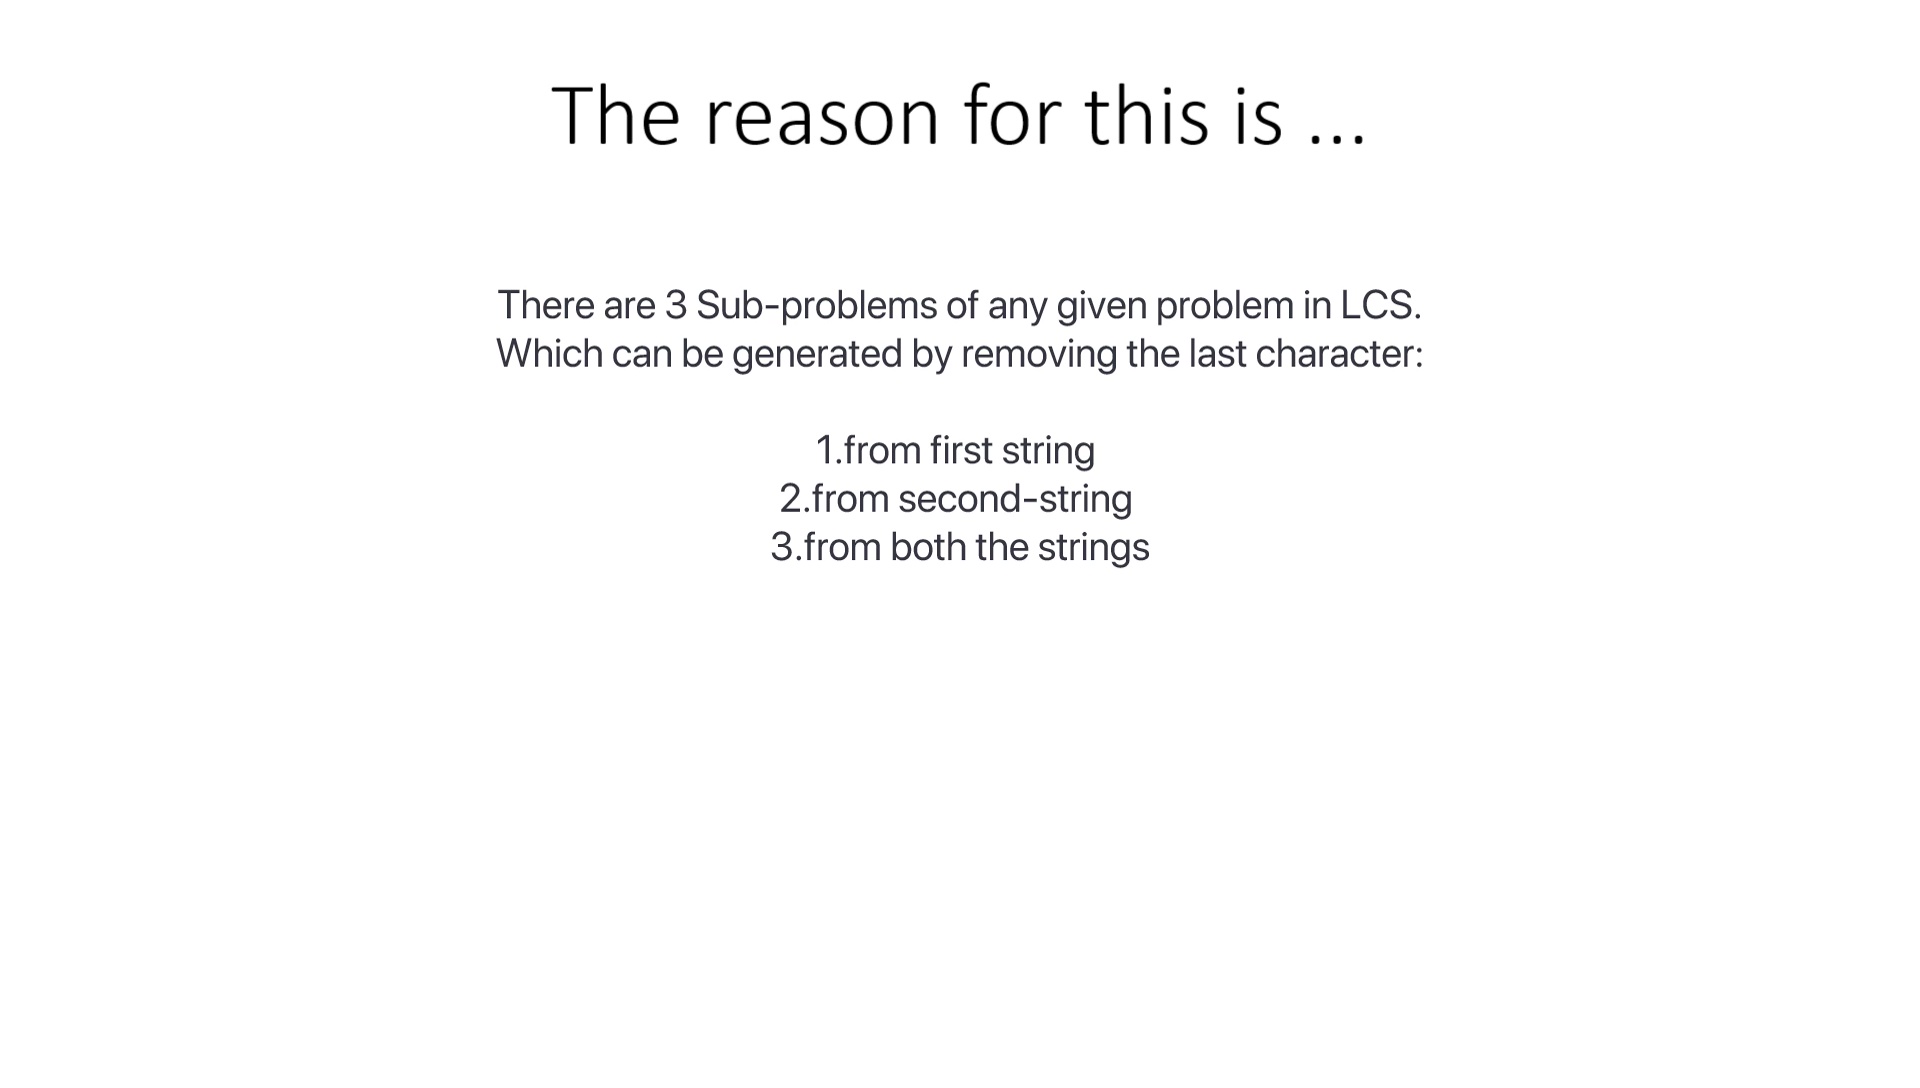 The reason for this is ...
There are 3 Sub-problems of any given problem in LCS.
Which can be generated by removing the last character:
1.from first string
2.from second-string
3.from both the strings